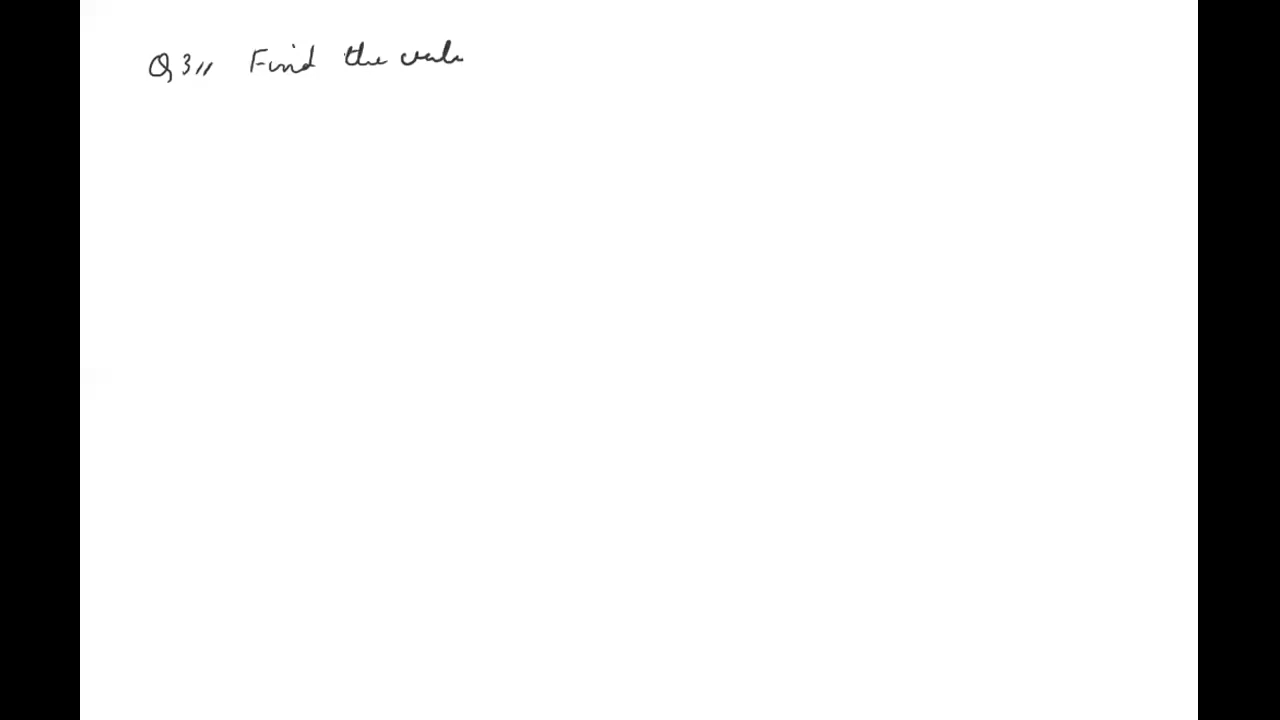 Q3// Find the valu